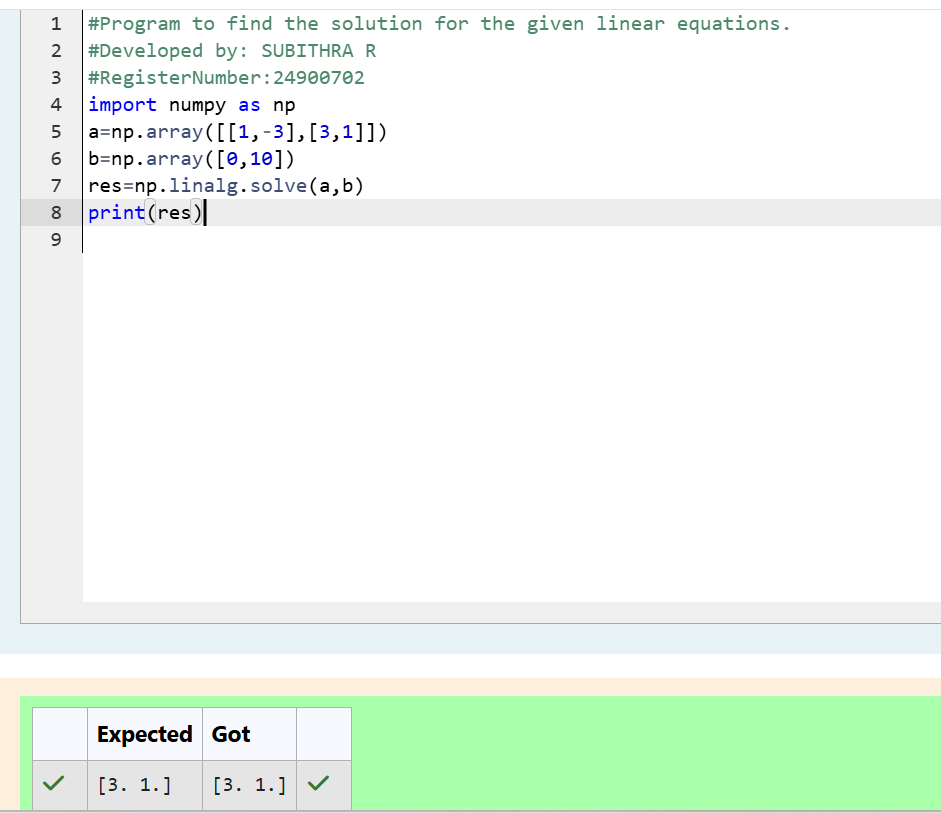 1 #Program to find the solution for the given linear equations.
2 #Developed by: SUBITHRA R
3 #RegisterNumber:24900702
4 import numpy as np
5 a=np.array([[1,-3],[3,1]])
6 b=np.array([0,10])
7 res=np.linalg.solve(a,b)
8 print(res)
9
Expected Got
[3. 1.] [3. 1.]